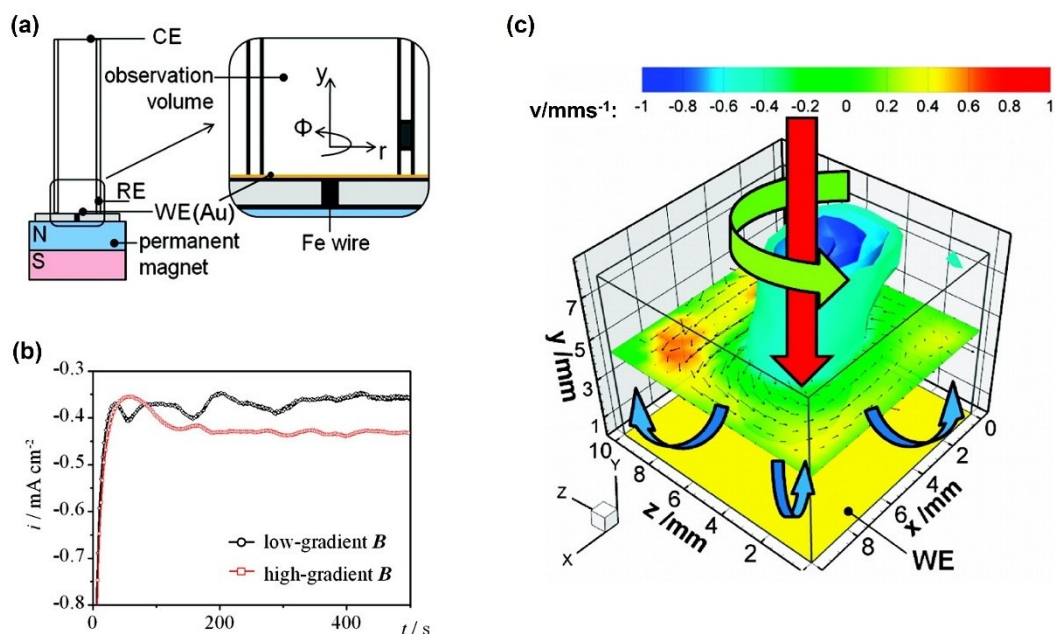 (a)
CE
observation
volume
y
Φ
r
RE
WE(Au)
Fe wire
N
S
permanent
magnet
(b)
i / mA cm-2
-0.3
-0.4
-0.5
-0.6
-0.7
-0.8
low-gradient B
high-gradient B
0
200
400
t / s
(c)
v/mms-1:
-1 -0.8 -0.6 -0.4 -0.2 0 0.2 0.4 0.6 0.8 1
y /mm
7
5
3
1
10
8
6
4
2
z /mm
0
2
4
6
8
x /mm
Y
Z
X
WE